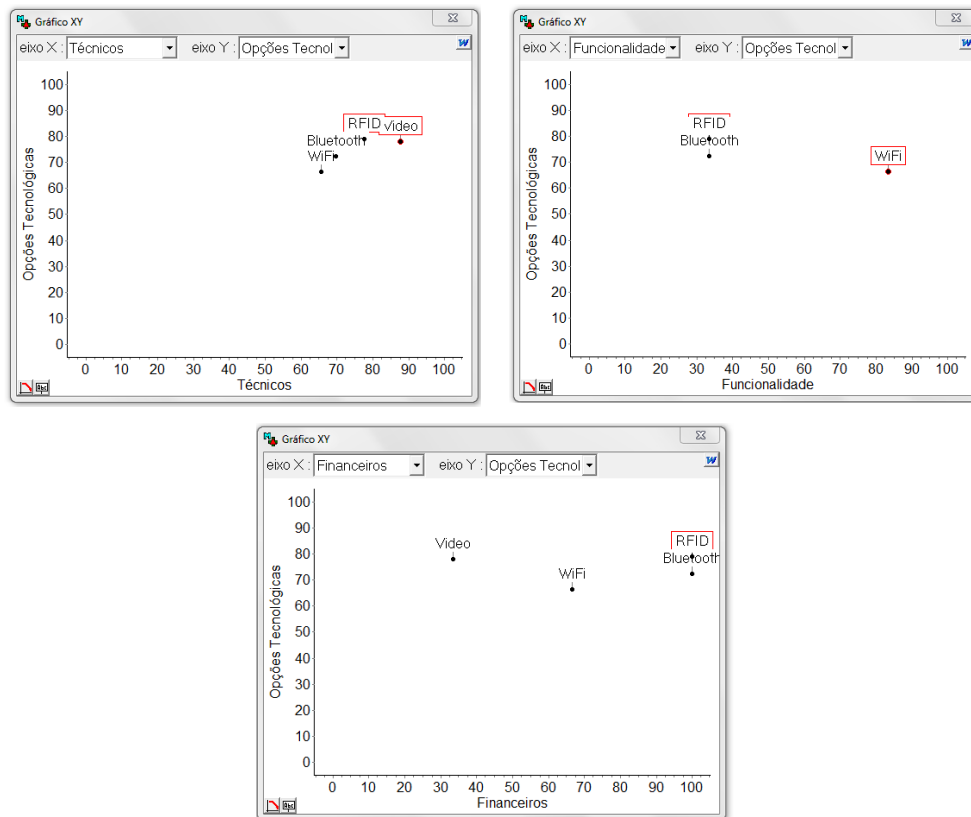 Gráfico XY
eixo X : Técnicos eixo Y : Opções Tecnol
Opções Tecnológicas
100
90
80
70
60
50
40
30
20
10
0
RFID Video
Bluetooth
WiFi
0 10 20 30 40 50 60 70 80 90 100
Técnicos
Gráfico XY
eixo X : Funcionalidade eixo Y : Opções Tecnol
Opções Tecnológicas
100
90
80
70
60
50
40
30
20
10
0
RFID
Bluetooth
WiFi
0 10 20 30 40 50 60 70 80 90 100
Funcionalidade
Gráfico XY
eixo X : Financeiros eixo Y : Opções Tecnol
Opções Tecnológicas
100
90
80
70
60
50
40
30
20
10
0
RFID
Video
Bluetooth
WiFi
0 10 20 30 40 50 60 70 80 90 100
Financeiros